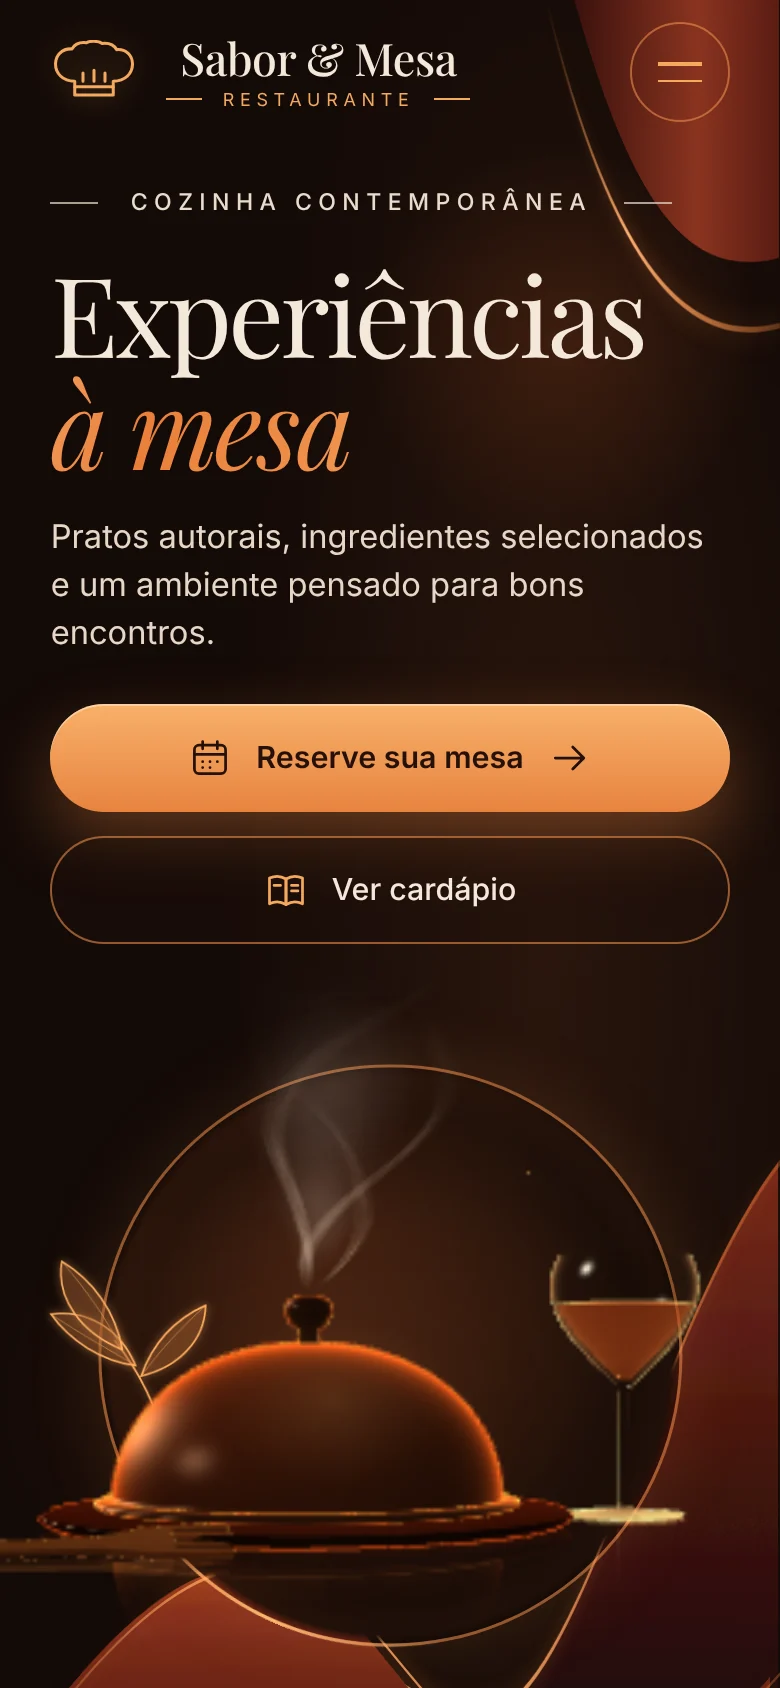 Sabor & Mesa
RESTAURANTE
COZINHA CONTEMPORÂNEA
Experiências
à mesa
Pratos autorais, ingredientes selecionados
e um ambiente pensado para bons
encontros.
Reserve sua mesa
Ver cardápio